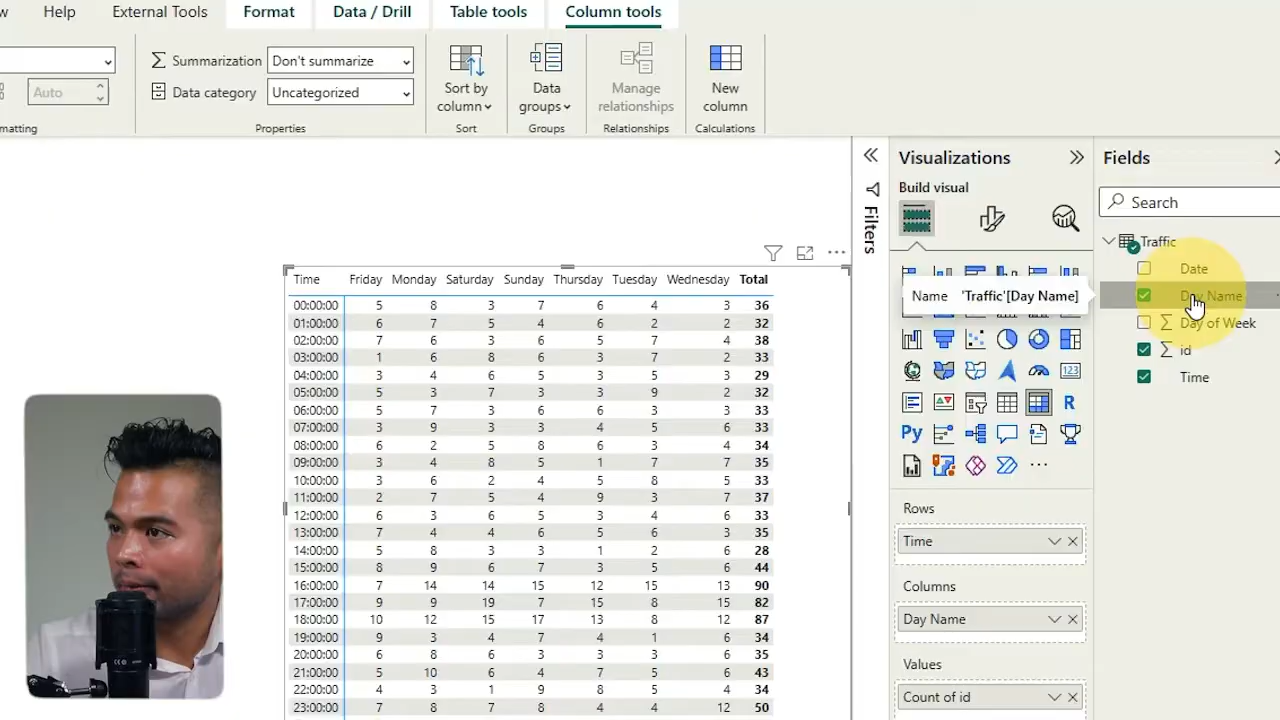 Help External Tools Format Data / Drill Table tools Column tools
Summarization Don't summarize
Auto Data category Uncategorized
Sort by column
Data groups
Manage relationships
New column
Properties Sort Groups Relationships Calculations
Visualizations Fields
Build visual
Search
Filters
Traffic
Date
Name 'Traffic'[Day Name]
Day Name
Day of Week
id
Time
Time Friday Monday Saturday Sunday Thursday Tuesday Wednesday Total
00:00:00 5 8 3 7 6 4 3 36
01:00:00 6 7 5 4 6 2 2 32
02:00:00 7 6 3 6 5 7 4 38
03:00:00 1 6 8 6 3 7 2 33
04:00:00 3 4 6 5 3 5 3 29
05:00:00 5 3 7 3 3 9 2 32
06:00:00 5 7 3 6 6 3 3 33
07:00:00 3 9 3 3 4 5 6 33
08:00:00 6 2 5 8 6 3 4 34
09:00:00 3 4 8 5 1 7 7 35
10:00:00 3 6 2 4 5 8 5 33
11:00:00 2 7 5 4 9 3 7 37
12:00:00 6 3 6 5 3 4 6 33
13:00:00 7 4 4 6 5 6 3 35
14:00:00 5 8 3 3 1 2 6 28
15:00:00 8 9 6 7 3 5 6 44
16:00:00 7 14 14 15 12 15 13 90
17:00:00 9 9 19 7 15 8 15 82
18:00:00 10 12 15 17 13 8 12 87
19:00:00 9 3 4 7 4 1 6 34
20:00:00 6 8 6 3 3 3 6 35
21:00:00 5 10 6 4 7 5 6 43
22:00:00 4 3 1 9 8 5 4 34
23:00:00 7 8 7 8 4 4 12 50
123
R
Py
Rows
Time
Columns
Day Name
Values
Count of id